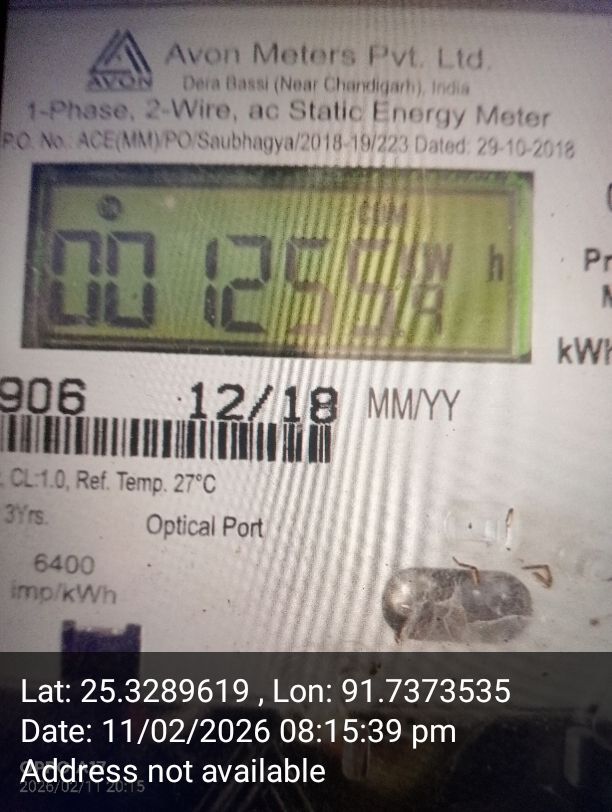 Avon Meters Pvt. Ltd.
AVON
Dera Bassi (Near Chandigarh), India
1-Phase, 2-Wire, ac Static Energy Meter
P.O. No.: ACE(MM)/PO/Saubhagya/2018-19/223 Dated: 29-10-2018
COM
001255 kW h
Pr
kWh
906 12/18 MM/YY
CL:1.0, Ref. Temp. 27°C
3Yrs.
Optical Port
6400
imp/kWh
Lat: 25.3289619 , Lon: 91.7373535
Date: 11/02/2026 08:15:39 pm
Address not available
2026/02/11 20:15